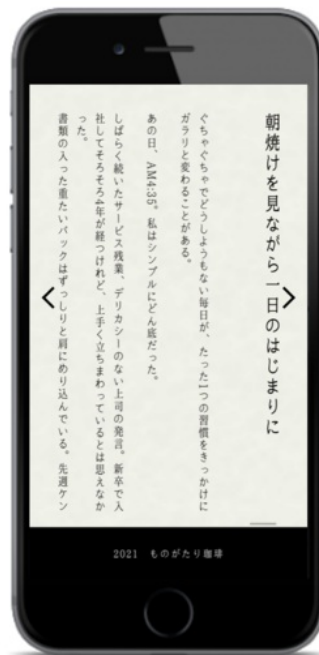 朝焼けを見ながら一日のはじまりに
ぐちゃぐちゃでどうしようもない毎日が、たった1つの習慣をきっかけに
ガラリと変わることがある。
あの日、AM4:35。私はシンプルにどん底だった。
しばらく続いたサービス残業、デリカシーのない上司の発言。新卒で入
社してそろそろ4年が経つけれど、上手く立ちまわっているとは思えなか
った。
書類の入った重たいバックはずっしりと肩にめり込んでいる。先週ケン
2021 ものがたり珈琲